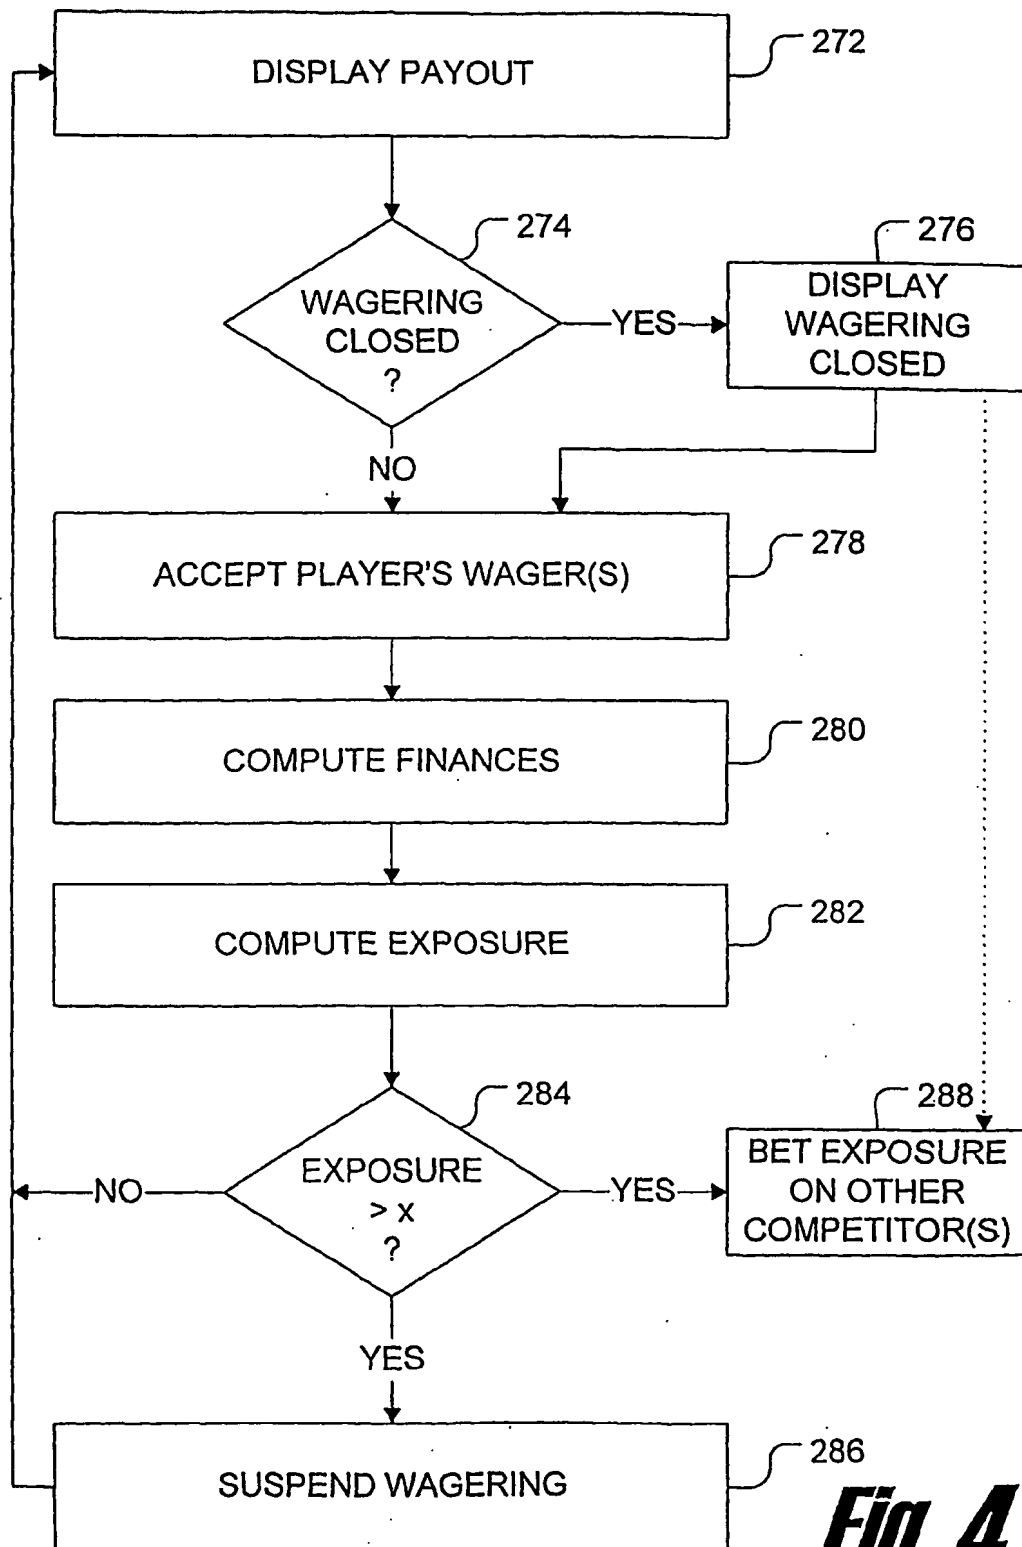 DISPLAY PAYOUT
272
274
WAGERING
CLOSED
?
YES
276
DISPLAY
WAGERING
CLOSED
NO
ACCEPT PLAYER'S WAGER(S)
278
COMPUTE FINANCES
280
COMPUTE EXPOSURE
282
284
EXPOSURE
> x
?
NO
YES
288
BET EXPOSURE
ON OTHER
COMPETITOR(S)
YES
SUSPEND WAGERING
286
Fig. 4